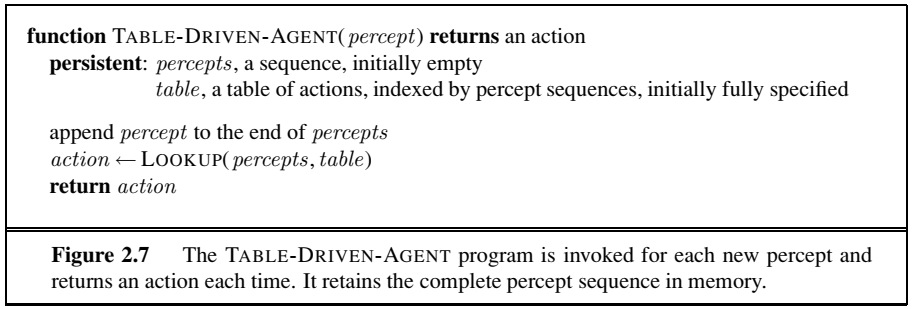 function TABLE-DRIVEN-AGENT(percept) returns an action
persistent: percepts, a sequence, initially empty
table, a table of actions, indexed by percept sequences, initially fully specified
append percept to the end of percepts
action ← LOOKUP(percepts, table)
return action
Figure 2.7 The TABLE-DRIVEN-AGENT program is invoked for each new percept and
returns an action each time. It retains the complete percept sequence in memory.